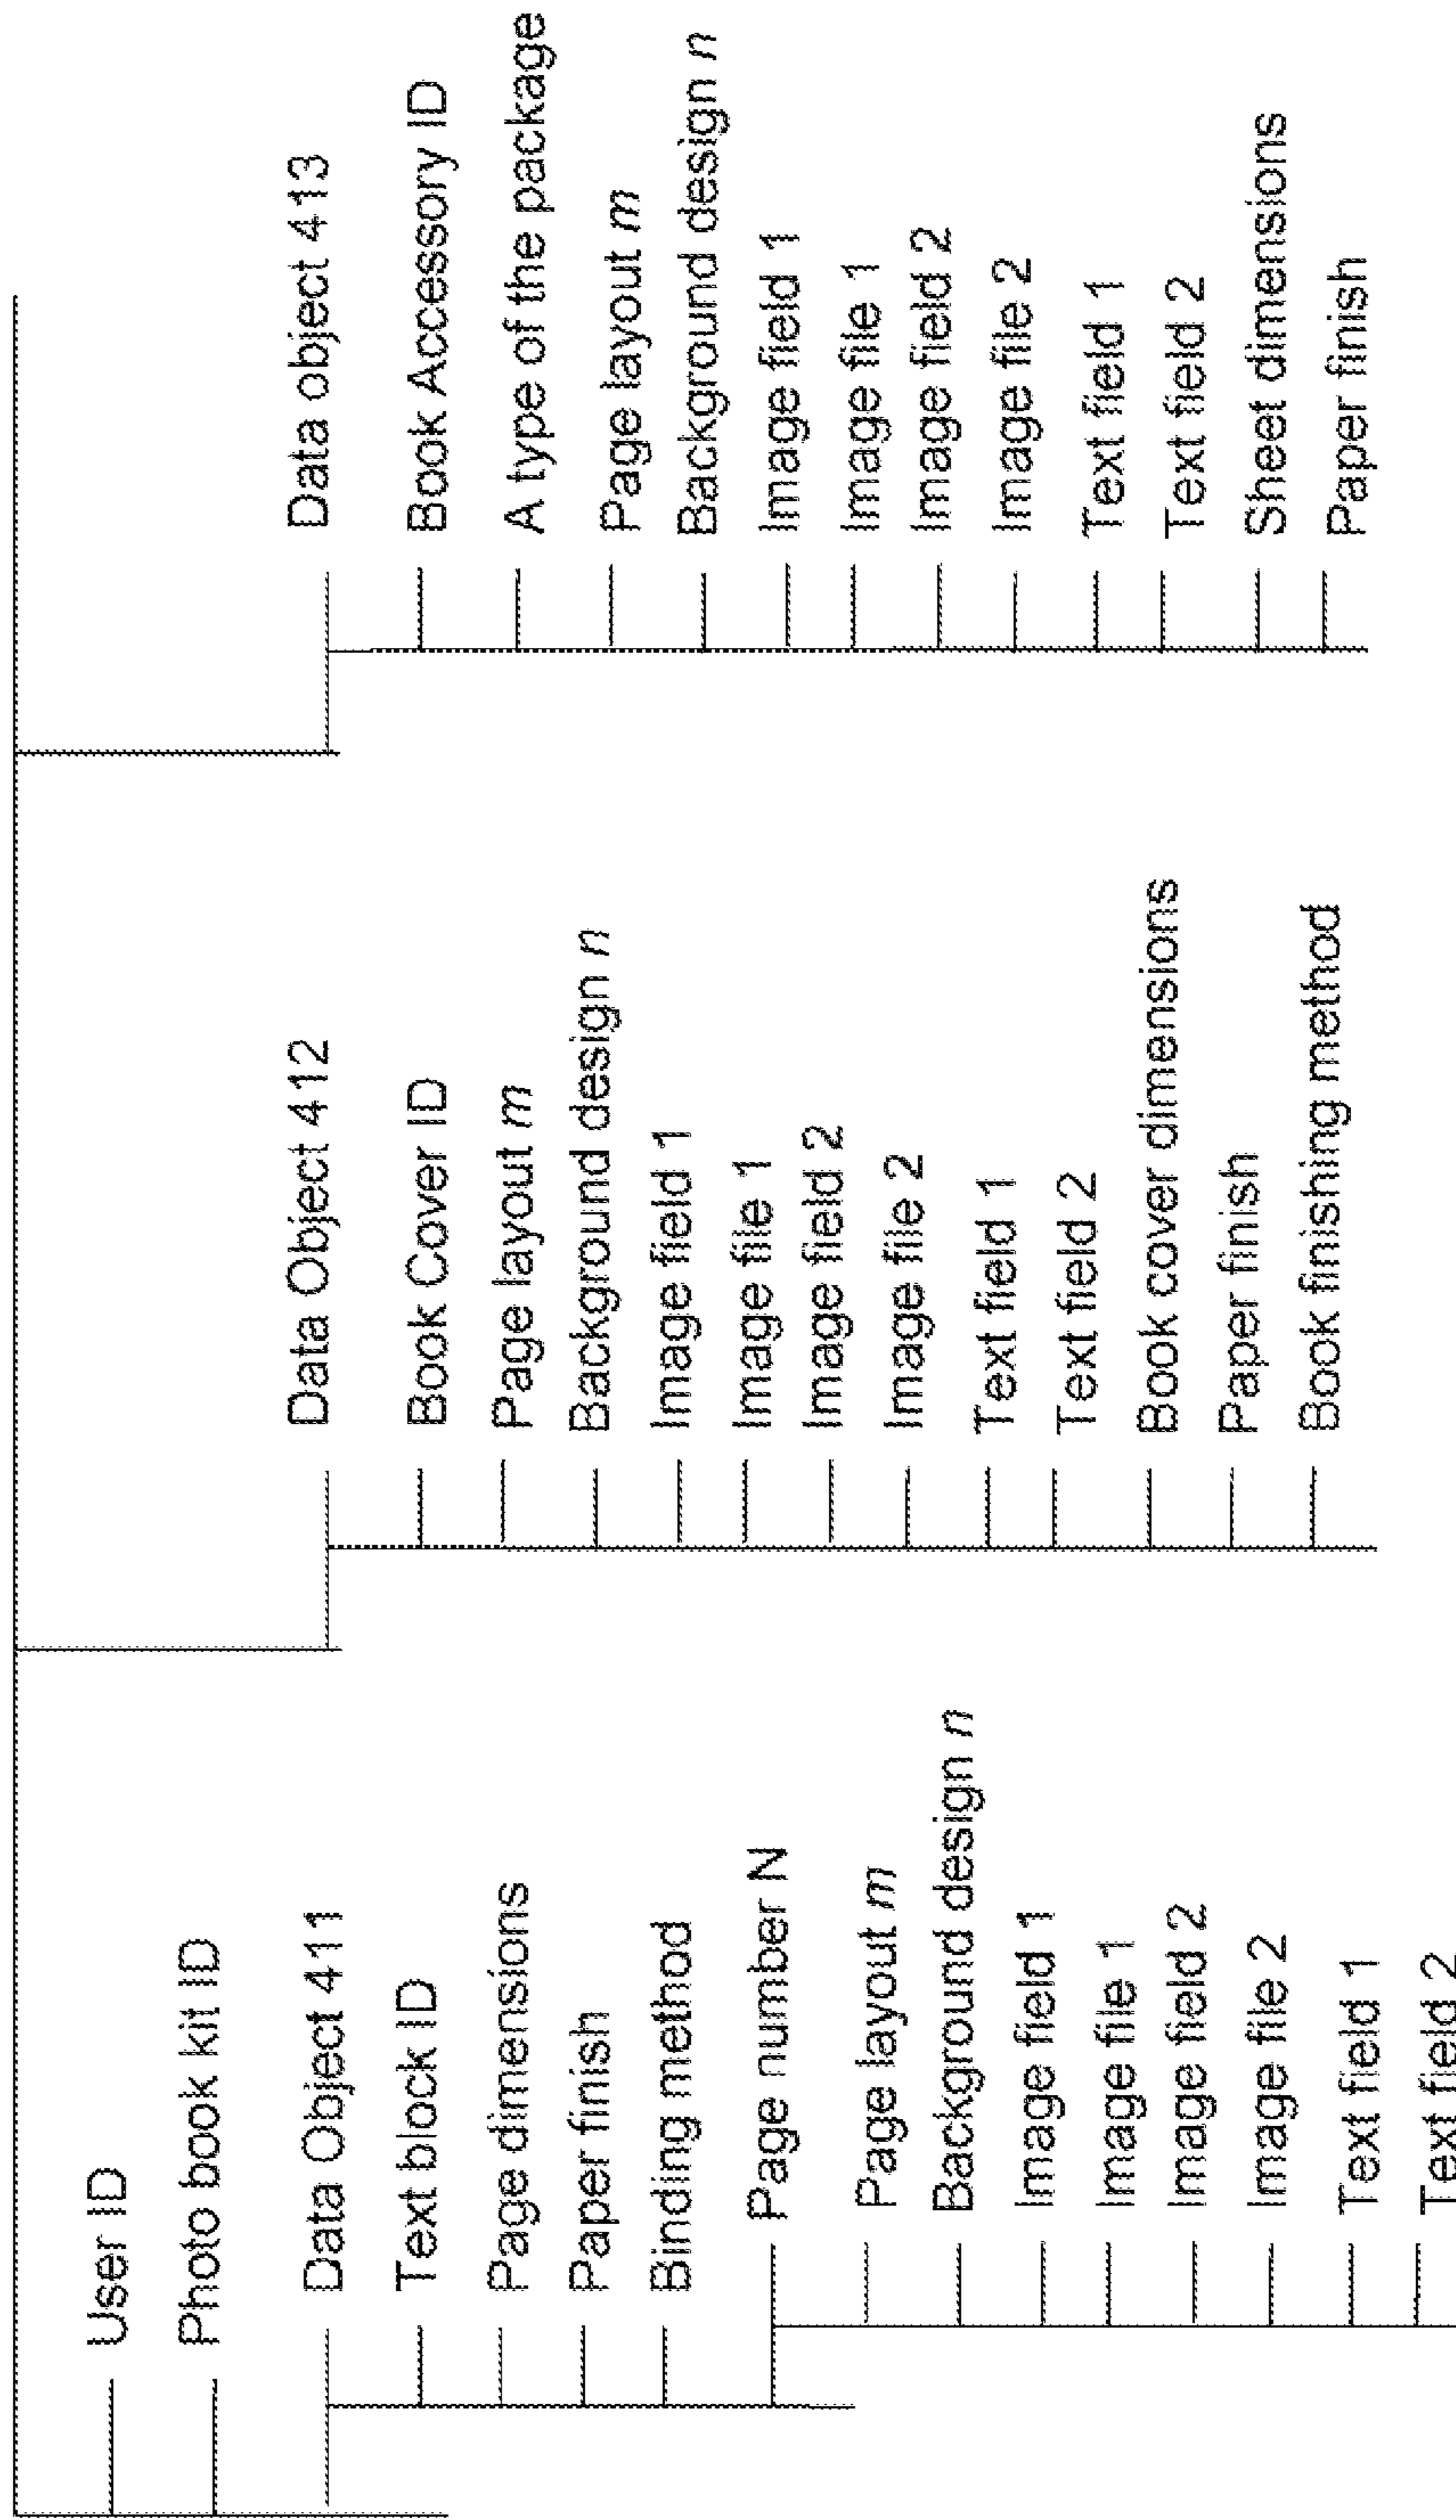 User ID
Photo book kit ID
Data Object 411
Text block ID
Page dimensions
Paper finish
Binding method
Page number N
Page layout m
Background design n
Image field 1
Image file 1
Image field 2
Image file 2
Text field 1
Text field 2
Data Object 412
Book Cover ID
Page layout m
Background design n
Image field 1
Image file 1
Image field 2
Image file 2
Text field 1
Text field 2
Book cover dimensions
Paper finish
Book finishing method
Data object 413
Book Accessory ID
A type of the package
Page layout m
Background design n
Image field 1
Image file 1
Image field 2
Image file 2
Text field 1
Text field 2
Sheet dimensions
Paper finish